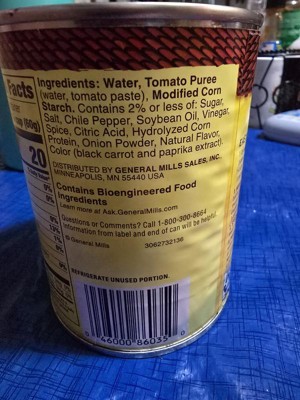 Facts
Ingredients: Water, Tomato Puree
(water, tomato paste), Modified Corn
Starch. Contains 2% or less of: Sugar,
Salt, Chile Pepper, Soybean Oil, Vinegar,
Spice, Citric Acid, Hydrolyzed Corn
Protein, Onion Powder, Natural Flavor,
Color (black carrot and paprika extract).
(60g)
20
DISTRIBUTED BY GENERAL MILLS SALES, INC.
MINNEAPOLIS, MN 55440 USA
Contains Bioengineered Food
Ingredients
Learn more at Ask.GeneralMills.com
Questions or Comments? Call 1-800-300-8664
Information from label and end of can will be helpful.
© General Mills 3062732136
REFRIGERATE UNUSED PORTION.
0 46000 86035 0